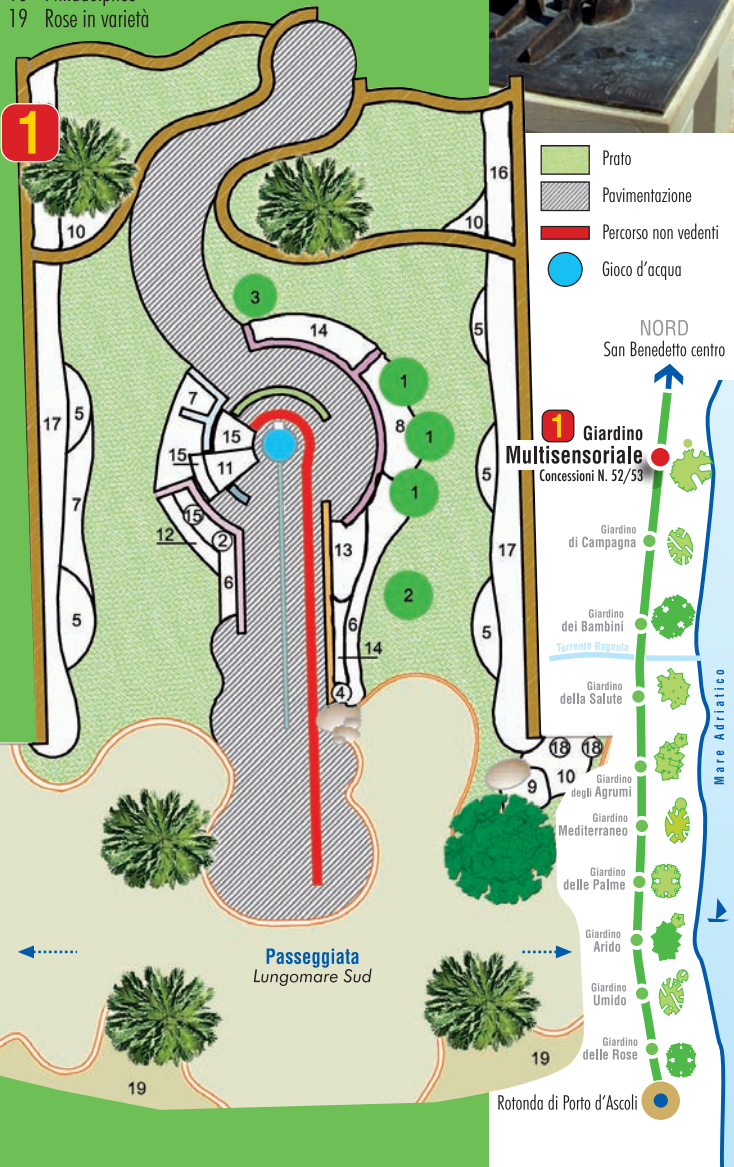 19 Rose in varietà
1
10
16
10
3
14
5
1
7
8
17
5
15
1
15
11
5
1
7
15
12
2
13
17
6
2
6
5
5
14
4
18
18
10
9
Passeggiata
Lungomare Sud
19
19
Prato
Pavimentazione
Percorso non vedenti
Gioco d'acqua
NORD
San Benedetto centro
1 Giardino
Multisensoriale
Concessioni N. 52/53
Giardino
di Campagna
Giardino
dei Bambini
Torrente Ragnola
Giardino
della Salute
Giardino
degli Agrumi
Giardino
Mediterraneo
Giardino
delle Palme
Giardino
Arido
Giardino
Umido
Giardino
delle Rose
Rotonda di Porto d'Ascoli
Mare Adriatico